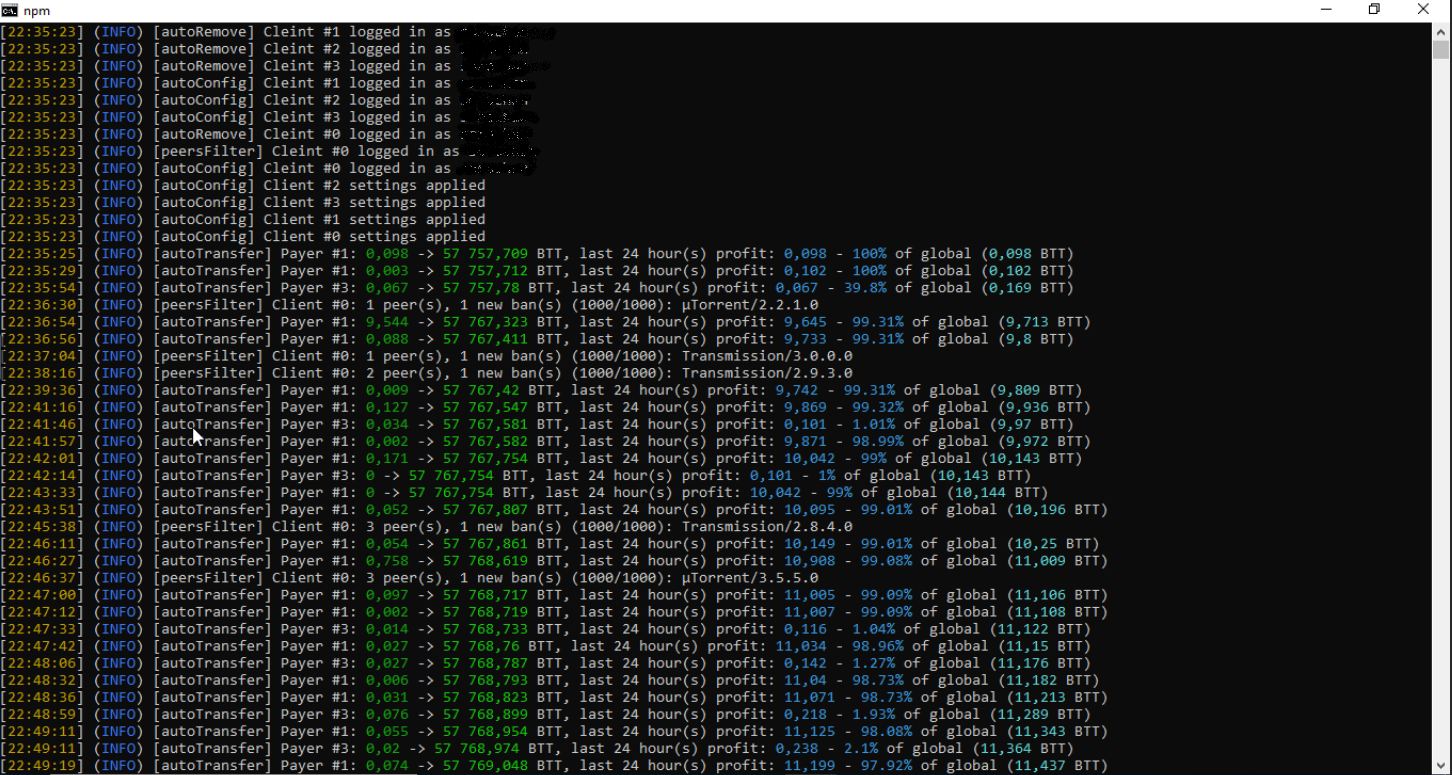 npm
[22:35:23] (INFO) [autoRemove] Cleint #1 logged in as
[22:35:23] (INFO) [autoRemove] Cleint #2 logged in as
[22:35:23] (INFO) [autoRemove] Cleint #3 logged in as
[22:35:23] (INFO) [autoConfig] Cleint #1 logged in as
[22:35:23] (INFO) [autoConfig] Cleint #2 logged in as
[22:35:23] (INFO) [autoConfig] Cleint #3 logged in as
[22:35:23] (INFO) [autoRemove] Cleint #0 logged in as
[22:35:23] (INFO) [peersFilter] Cleint #0 logged in as
[22:35:23] (INFO) [autoConfig] Cleint #0 logged in as
[22:35:23] (INFO) [autoConfig] Client #2 settings applied
[22:35:23] (INFO) [autoConfig] Client #3 settings applied
[22:35:23] (INFO) [autoConfig] Client #1 settings applied
[22:35:23] (INFO) [autoConfig] Client #0 settings applied
[22:35:25] (INFO) [autoTransfer] Payer #1: 0,098 -> 57 757,709 BTT, last 24 hour(s) profit: 0,098 - 100% of global (0,098 BTT)
[22:35:29] (INFO) [autoTransfer] Payer #1: 0,003 -> 57 757,712 BTT, last 24 hour(s) profit: 0,102 - 100% of global (0,102 BTT)
[22:35:54] (INFO) [autoTransfer] Payer #3: 0,067 -> 57 757,78 BTT, last 24 hour(s) profit: 0,067 - 39.8% of global (0,169 BTT)
[22:36:30] (INFO) [peersFilter] Client #0: 1 peer(s), 1 new ban(s) (1000/1000): µTorrent/2.2.1.0
[22:36:54] (INFO) [autoTransfer] Payer #1: 9,544 -> 57 767,323 BTT, last 24 hour(s) profit: 9,645 - 99.31% of global (9,713 BTT)
[22:36:56] (INFO) [autoTransfer] Payer #1: 0,088 -> 57 767,411 BTT, last 24 hour(s) profit: 9,733 - 99.31% of global (9,8 BTT)
[22:37:04] (INFO) [peersFilter] Client #0: 1 peer(s), 1 new ban(s) (1000/1000): Transmission/3.0.0.0
[22:38:16] (INFO) [peersFilter] Client #0: 2 peer(s), 1 new ban(s) (1000/1000): Transmission/2.9.3.0
[22:39:36] (INFO) [autoTransfer] Payer #1: 0,009 -> 57 767,42 BTT, last 24 hour(s) profit: 9,742 - 99.31% of global (9,809 BTT)
[22:41:16] (INFO) [autoTransfer] Payer #1: 0,127 -> 57 767,547 BTT, last 24 hour(s) profit: 9,869 - 99.32% of global (9,936 BTT)
[22:41:46] (INFO) [autoTransfer] Payer #3: 0,034 -> 57 767,581 BTT, last 24 hour(s) profit: 0,101 - 1.01% of global (9,97 BTT)
[22:41:57] (INFO) [autoTransfer] Payer #1: 0,002 -> 57 767,582 BTT, last 24 hour(s) profit: 9,871 - 98.99% of global (9,972 BTT)
[22:42:01] (INFO) [autoTransfer] Payer #1: 0,171 -> 57 767,754 BTT, last 24 hour(s) profit: 10,042 - 99% of global (10,143 BTT)
[22:42:14] (INFO) [autoTransfer] Payer #3: 0 -> 57 767,754 BTT, last 24 hour(s) profit: 0,101 - 1% of global (10,143 BTT)
[22:43:33] (INFO) [autoTransfer] Payer #1: 0 -> 57 767,754 BTT, last 24 hour(s) profit: 10,042 - 99% of global (10,144 BTT)
[22:43:51] (INFO) [autoTransfer] Payer #1: 0,052 -> 57 767,807 BTT, last 24 hour(s) profit: 10,095 - 99.01% of global (10,196 BTT)
[22:45:38] (INFO) [peersFilter] Client #0: 3 peer(s), 1 new ban(s) (1000/1000): Transmission/2.8.4.0
[22:46:11] (INFO) [autoTransfer] Payer #1: 0,054 -> 57 767,861 BTT, last 24 hour(s) profit: 10,149 - 99.01% of global (10,25 BTT)
[22:46:27] (INFO) [autoTransfer] Payer #1: 0,758 -> 57 768,619 BTT, last 24 hour(s) profit: 10,908 - 99.08% of global (11,009 BTT)
[22:46:37] (INFO) [peersFilter] Client #0: 3 peer(s), 1 new ban(s) (1000/1000): µTorrent/3.5.5.0
[22:47:00] (INFO) [autoTransfer] Payer #1: 0,097 -> 57 768,717 BTT, last 24 hour(s) profit: 11,005 - 99.09% of global (11,106 BTT)
[22:47:12] (INFO) [autoTransfer] Payer #1: 0,002 -> 57 768,719 BTT, last 24 hour(s) profit: 11,007 - 99.09% of global (11,108 BTT)
[22:47:33] (INFO) [autoTransfer] Payer #3: 0,014 -> 57 768,733 BTT, last 24 hour(s) profit: 0,116 - 1.04% of global (11,122 BTT)
[22:47:42] (INFO) [autoTransfer] Payer #1: 0,027 -> 57 768,76 BTT, last 24 hour(s) profit: 11,034 - 98.96% of global (11,15 BTT)
[22:48:06] (INFO) [autoTransfer] Payer #3: 0,027 -> 57 768,787 BTT, last 24 hour(s) profit: 0,142 - 1.27% of global (11,176 BTT)
[22:48:32] (INFO) [autoTransfer] Payer #1: 0,006 -> 57 768,793 BTT, last 24 hour(s) profit: 11,04 - 98.73% of global (11,182 BTT)
[22:48:36] (INFO) [autoTransfer] Payer #1: 0,031 -> 57 768,823 BTT, last 24 hour(s) profit: 11,071 - 98.73% of global (11,213 BTT)
[22:48:59] (INFO) [autoTransfer] Payer #3: 0,076 -> 57 768,899 BTT, last 24 hour(s) profit: 0,218 - 1.93% of global (11,289 BTT)
[22:49:11] (INFO) [autoTransfer] Payer #1: 0,055 -> 57 768,954 BTT, last 24 hour(s) profit: 11,125 - 98.08% of global (11,343 BTT)
[22:49:11] (INFO) [autoTransfer] Payer #3: 0,02 -> 57 768,974 BTT, last 24 hour(s) profit: 0,238 - 2.1% of global (11,364 BTT)
[22:49:19] (INFO) [autoTransfer] Payer #1: 0,074 -> 57 769,048 BTT, last 24 hour(s) profit: 11,199 - 97.92% of global (11,437 BTT)